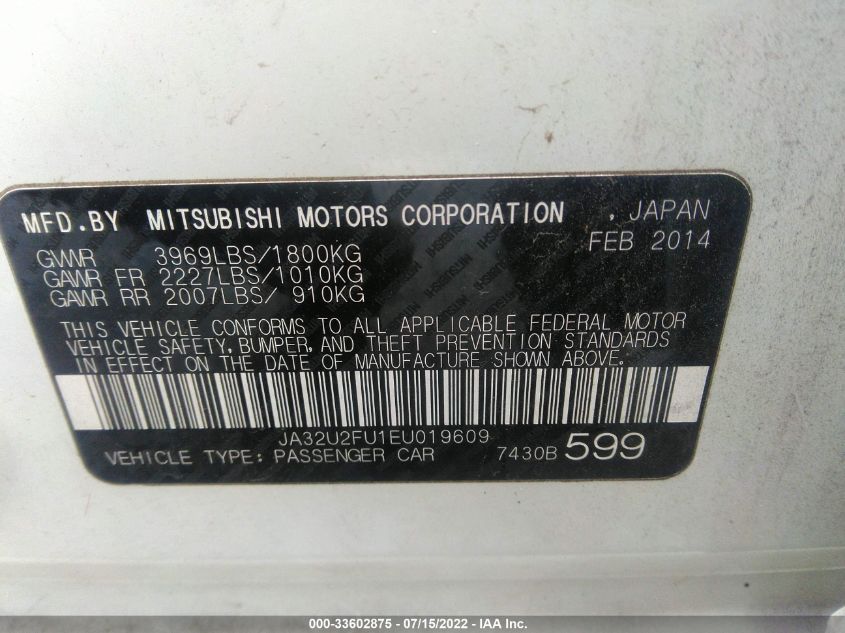 MFD.BY MITSUBISHI MOTORS CORPORATION , JAPAN
FEB 2014
GVWR 3969LBS/1800KG
GAWR FR 2227LBS/1010KG
GAWR RR 2007LBS/ 910KG
THIS VEHICLE CONFORMS TO ALL APPLICABLE FEDERAL MOTOR
VEHICLE SAFETY, BUMPER, AND THEFT PREVENTION STANDARDS
IN EFFECT ON THE DATE OF MANUFACTURE SHOWN ABOVE.
JA32U2FU1EU019609
VEHICLE TYPE: PASSENGER CAR 7430B 599
000-33602875 - 07/15/2022 - IAA Inc.